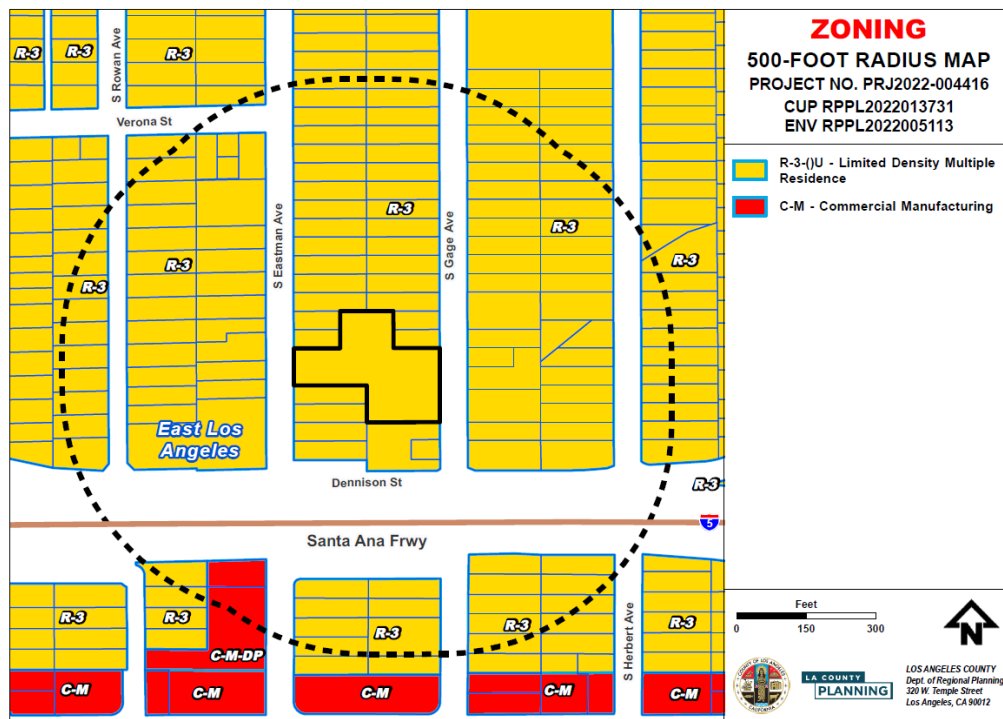 ZONING
500-FOOT RADIUS MAP
PROJECT NO. PRJ2022-004416
CUP RPPL2022013731
ENV RPPL2022005113
R-3-()U - Limited Density Multiple
Residence
C-M - Commercial Manufacturing
R-3
R-3
S Rowan Ave
R-3
Verona St
S Eastman Ave
R-3
S Gage Ave
R-3
R-3
R-3
R-3
East Los
Angeles
Dennison St
R-3
5
Santa Ana Frwy
R-3
R-3
R-3
R-3
S Herbert Ave
R-3
C-M-DP
C-M
C-M
C-M
C-M
C-M
Feet
0 150 300
N
LA COUNTY
PLANNING
LOS ANGELES COUNTY
Dept. of Regional Planning
320 W. Temple Street
Los Angeles, CA 90012